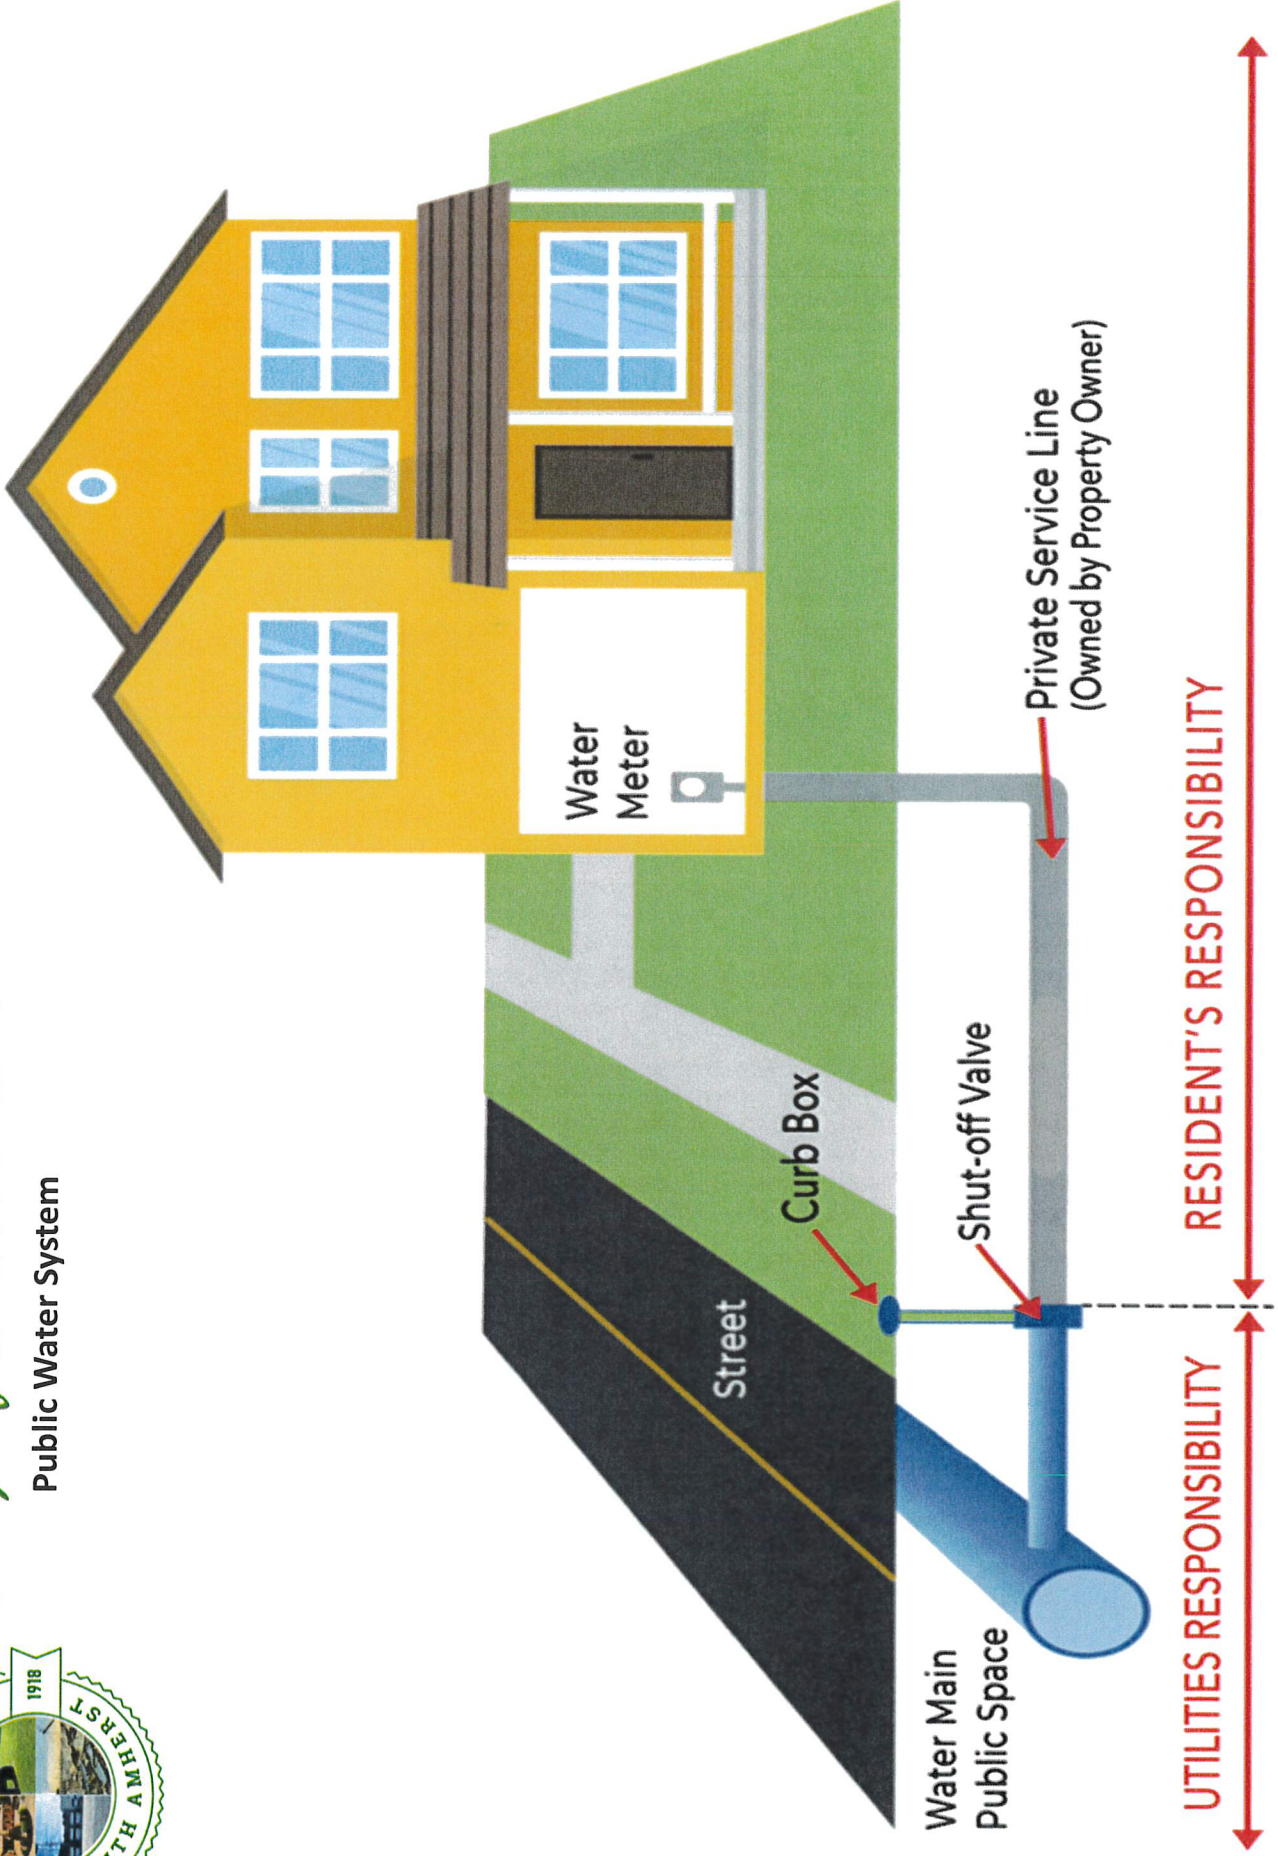 1918
TH AMHERST
Public Water System
Water
Meter
Street
Curb Box
Water Main
Public Space
Shut-off Valve
Private Service Line
(Owned by Property Owner)
UTILITIES RESPONSIBILITY
RESIDENT'S RESPONSIBILITY